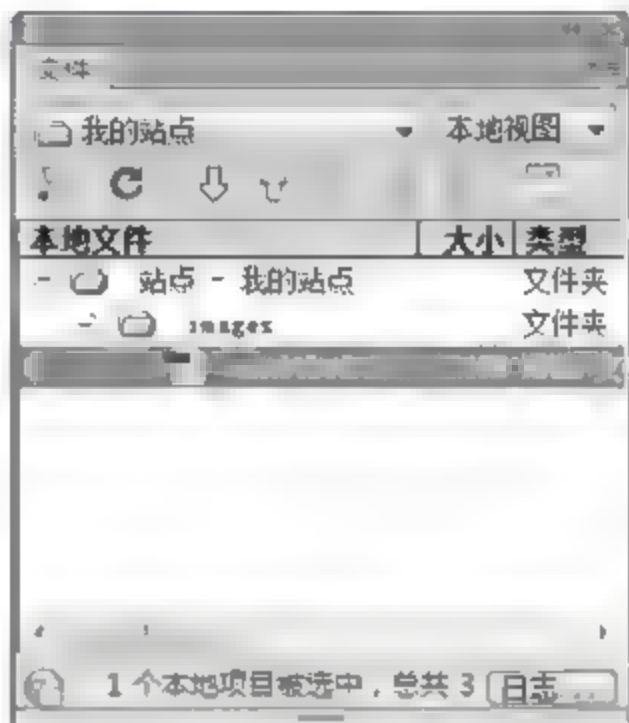 文件
我的站点 本地视图
本地文件 大小 类型
站点 - 我的站点 文件夹
images 文件夹
1 个本地项目被选中，总共 3 日志...